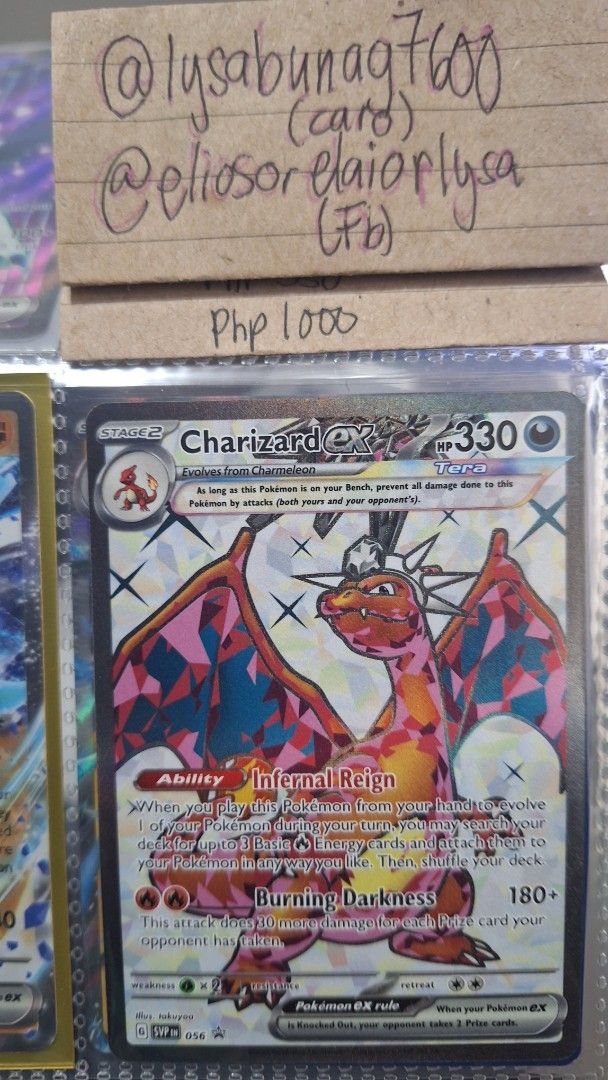 @lysabunag7600
(card)
@eliosorelaiorlysa
(Fb)
Php 1000
STAGE2
Charizard ex
HP 330
Evolves from Charmeleon
Tera
As long as this Pokémon is on your Bench, prevent all damage done to this
Pokémon by attacks (both yours and your opponent's).
Ability Infernal Reign
When you play this Pokémon from your hand to evolve
1 of your Pokémon during your turn, you may search your
deck for up to 3 Basic Energy cards and attach them to
your Pokémon in any way you like. Then, shuffle your deck.
Burning Darkness 180+
This attack does 30 more damage for each Prize card your
opponent has taken.
weakness ×2 resistance retreat
Illus. takuyoa
Pokémon ex rule
When your Pokémon ex
is Knocked Out, your opponent takes 2 Prize cards.
G SVP EN 056